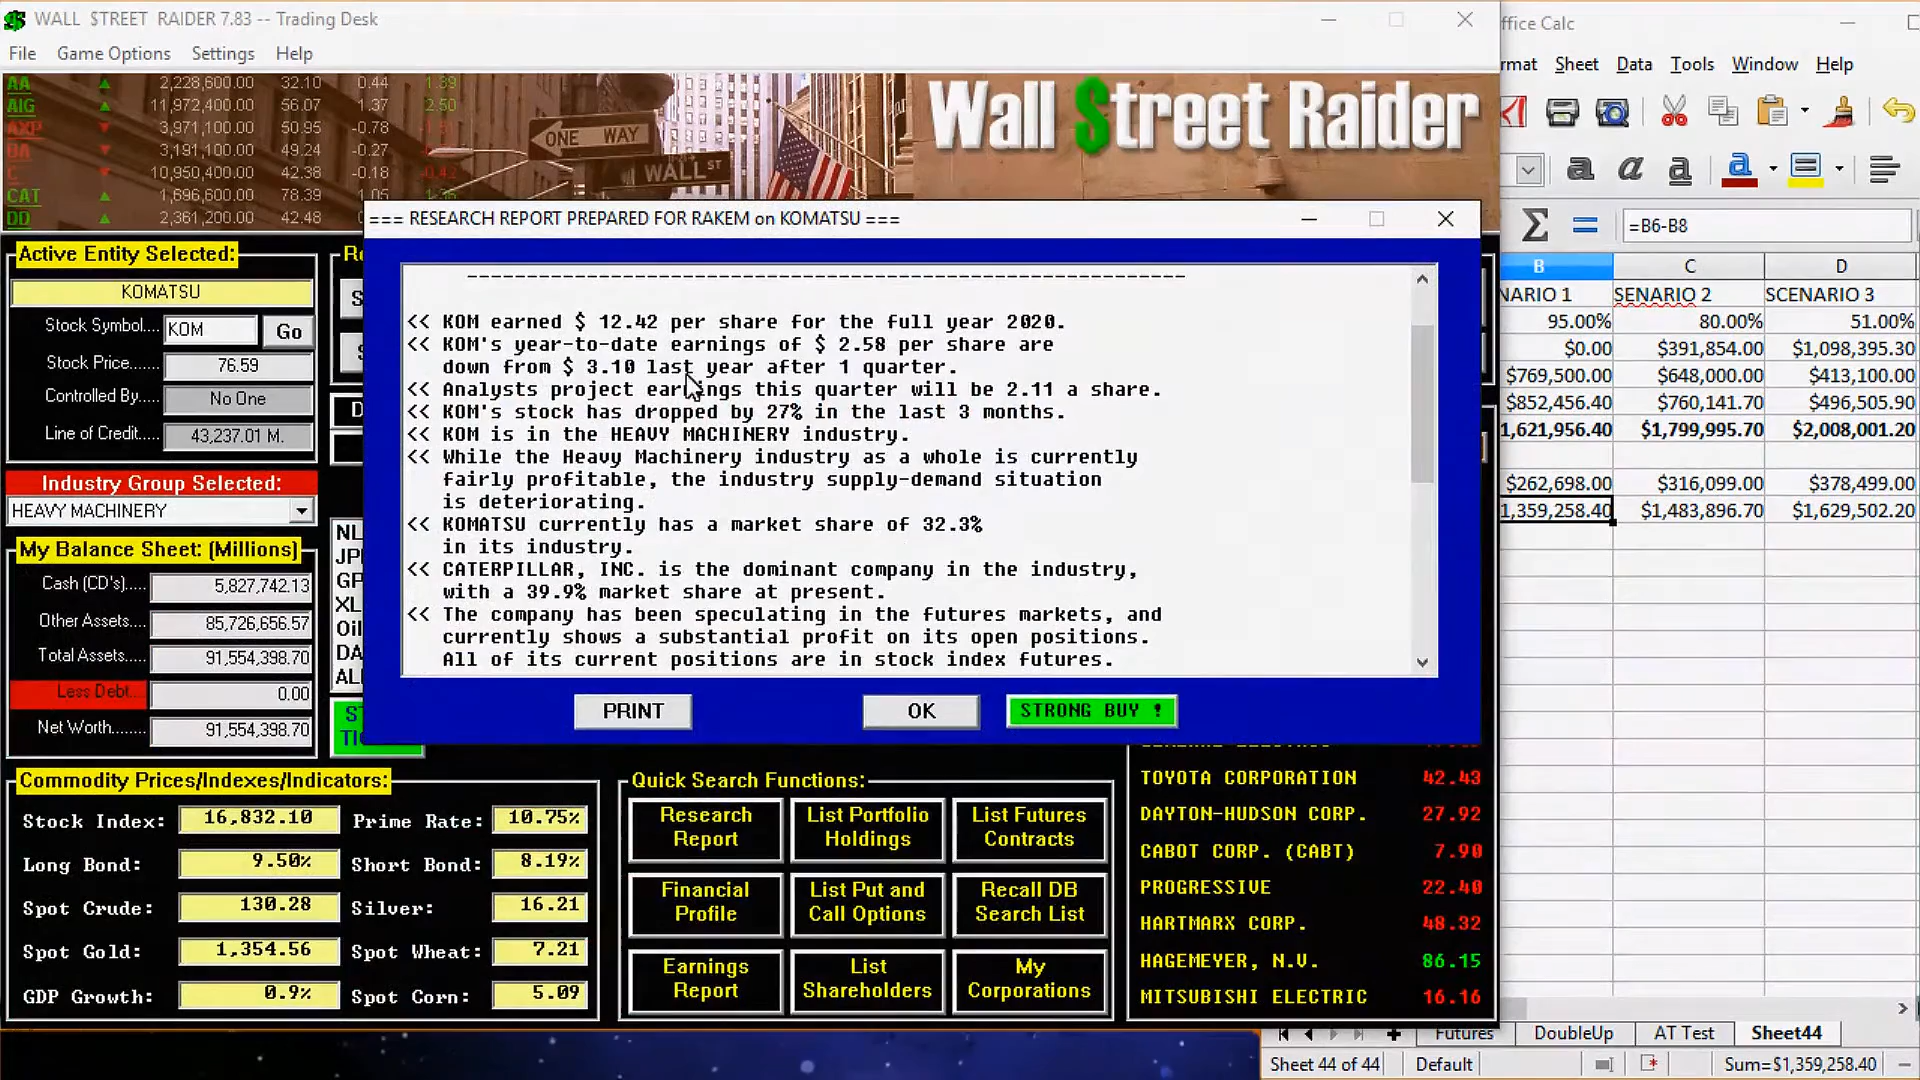 WALL $TREET RAIDER 7.83 -- Trading Desk
File Game Options Settings Help
AA 2,228,600.00 32.10 0.44 1.39
AIG 11,972,400.00 56.07 1.37 2.50
AXP 3,971,100.00 50.95 -0.78
BA 3,191,100.00 49.24 -0.27
C 10,950,400.00 42.38 -0.18
CAT 1,696,600.00 78.39 1.05 1.36
DD 2,361,200.00 42.48
ONE WAY
WALL ST
Wall $treet Raider
ffice Calc
rmat Sheet Data Tools Window Help
=B6-B8
B C D
NARIO 1 SENARIO 2 SCENARIO 3
95.00% 80.00% 51.00%
$0.00 $391,854.00 $1,098,395.30
$769,500.00 $648,000.00 $413,100.00
$852,456.40 $760,141.70 $496,505.90
1,621,956.40 $1,799,995.70 $2,008,001.20
$262,698.00 $316,099.00 $378,499.00
1,359,258.40 $1,483,896.70 $1,629,502.20
Active Entity Selected:
KOMATSU
Stock Symbol.... KOM Go
Stock Price...... 76.59
Controlled By.... No One
Line of Credit.... 43,237.01 M.
Industry Group Selected:
HEAVY MACHINERY
My Balance Sheet: (Millions)
Cash (CD's)..... 5,827,742.13
Other Assets.... 85,726,656.57
Total Assets.... 91,554,398.70
Less Debt... 0.00
Net Worth....... 91,554,398.70
=== RESEARCH REPORT PREPARED FOR RAKEM on KOMATSU ===
<< KOM earned $ 12.42 per share for the full year 2020.
<< KOM's year-to-date earnings of $ 2.58 per share are
down from $ 3.10 last year after 1 quarter.
<< Analysts project earnings this quarter will be 2.11 a share.
<< KOM's stock has dropped by 27% in the last 3 months.
<< KOM is in the HEAVY MACHINERY industry.
<< While the Heavy Machinery industry as a whole is currently
fairly profitable, the industry supply-demand situation
is deteriorating.
<< KOMATSU currently has a market share of 32.3%
in its industry.
<< CATERPILLAR, INC. is the dominant company in the industry,
with a 39.9% market share at present.
<< The company has been speculating in the futures markets, and
currently shows a substantial profit on its open positions.
All of its current positions are in stock index futures.
PRINT OK STRONG BUY !
Re
S
D
NL
JP
GP
XL
Oil
DA
AL
ST
TI
Commodity Prices/Indexes/Indicators:
Stock Index: 16,832.10 Prime Rate: 10.75%
Long Bond: 9.50% Short Bond: 8.19%
Spot Crude: 130.28 Silver: 16.21
Spot Gold: 1,354.56 Spot Wheat: 7.21
GDP Growth: 0.9% Spot Corn: 5.09
Quick Search Functions:
Research Report
List Portfolio Holdings
List Futures Contracts
Financial Profile
List Put and Call Options
Recall DB Search List
Earnings Report
List Shareholders
My Corporations
TOYOTA CORPORATION 42.43
DAYTON-HUDSON CORP. 27.92
CABOT CORP. (CABT) 7.90
PROGRESSIVE 22.40
HARTMARX CORP. 48.32
HAGEMEYER, N.V. 86.15
MITSUBISHI ELECTRIC 16.16
Futures DoubleUp AT Test Sheet44
Sheet 44 of 44 Default Sum=$1,359,258.40